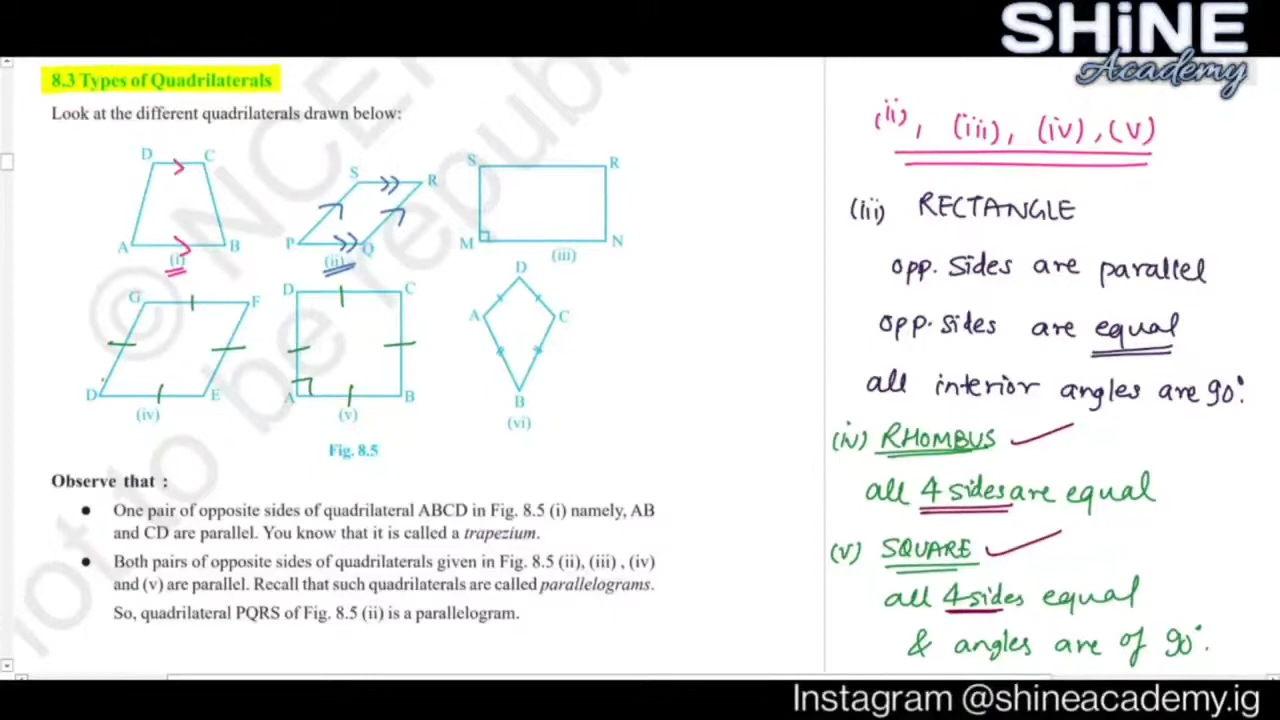 SHiNE
Academy
8.3 Types of Quadrilaterals
Look at the different quadrilaterals drawn below:
D C
A B
(i)
S R
P Q
(ii)
S R
M N
(iii)
G F
D E
(iv)
D C
A B
(v)
D
A C
B
(vi)
Fig. 8.5
Observe that :
One pair of opposite sides of quadrilateral ABCD in Fig. 8.5 (i) namely, AB
and CD are parallel. You know that it is called a trapezium.
Both pairs of opposite sides of quadrilaterals given in Fig. 8.5 (ii), (iii) , (iv)
and (v) are parallel. Recall that such quadrilaterals are called parallelograms.
So, quadrilateral PQRS of Fig. 8.5 (ii) is a parallelogram.
(ii), (iii), (iv), (v)
(iii) RECTANGLE
opp. sides are parallel
opp. sides are equal
all interior angles are 90°.
(iv) RHOMBUS
all 4 sides are equal
(v) SQUARE
all 4 sides equal
& angles are of 90°.
© NCERT
not to be republished
Instagram @shineacademy.ig